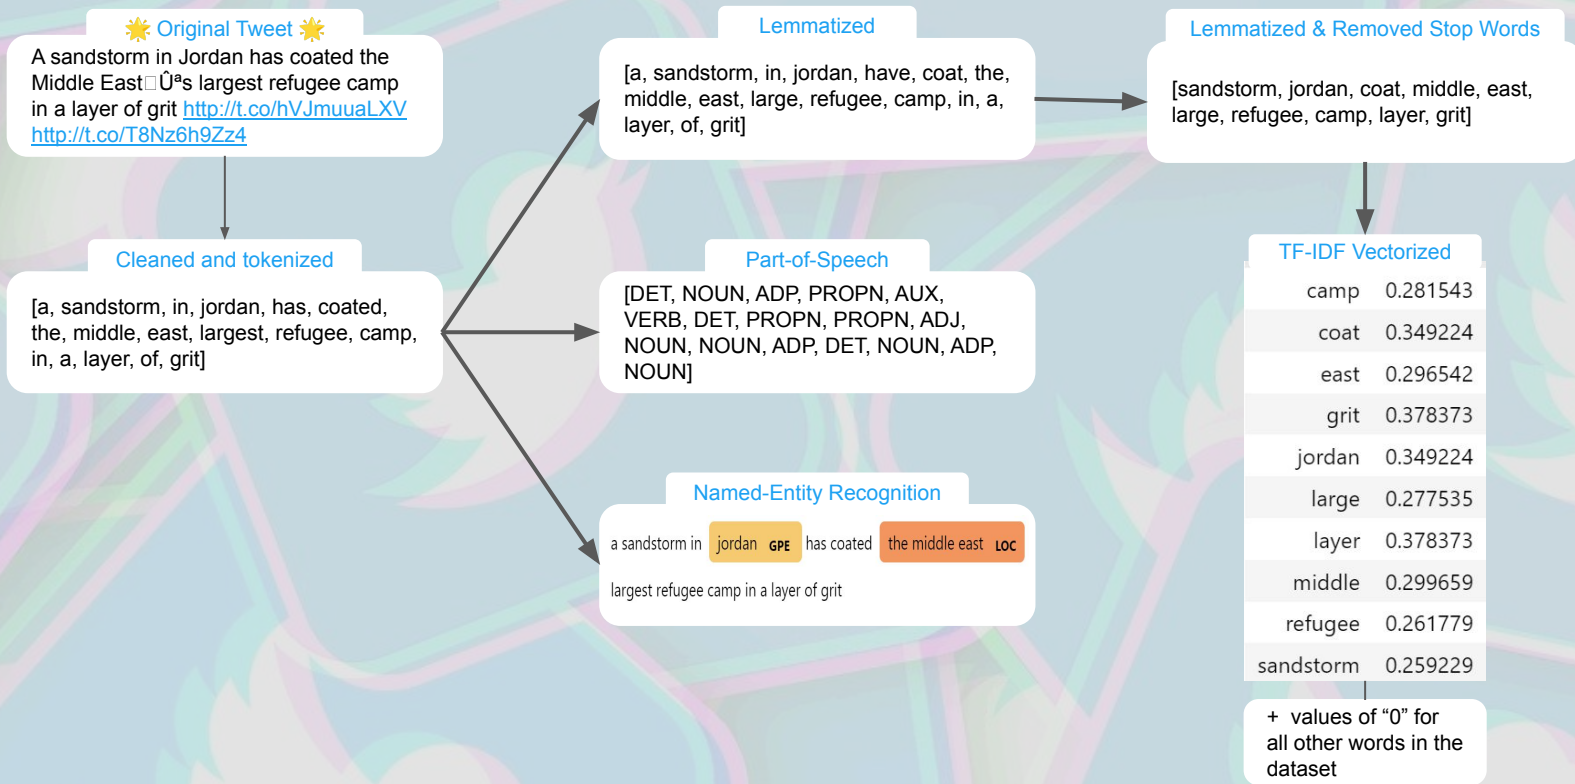 🌟 Original Tweet 🌟
A sandstorm in Jordan has coated the
Middle East□Ûªs largest refugee camp
in a layer of grit http://t.co/hVJmuuaLXV
http://t.co/T8Nz6h9Zz4
Cleaned and tokenized
[a, sandstorm, in, jordan, has, coated,
the, middle, east, largest, refugee, camp,
in, a, layer, of, grit]
Lemmatized
[a, sandstorm, in, jordan, have, coat, the,
middle, east, large, refugee, camp, in, a,
layer, of, grit]
Part-of-Speech
[DET, NOUN, ADP, PROPN, AUX,
VERB, DET, PROPN, PROPN, ADJ,
NOUN, NOUN, ADP, DET, NOUN, ADP,
NOUN]
Named-Entity Recognition
a sandstorm in jordan GPE has coated the middle east LOC
largest refugee camp in a layer of grit
Lemmatized & Removed Stop Words
[sandstorm, jordan, coat, middle, east,
large, refugee, camp, layer, grit]
TF-IDF Vectorized
camp 0.281543
coat 0.349224
east 0.296542
grit 0.378373
jordan 0.349224
large 0.277535
layer 0.378373
middle 0.299659
refugee 0.261779
sandstorm 0.259229
+ values of “0” for
all other words in the
dataset